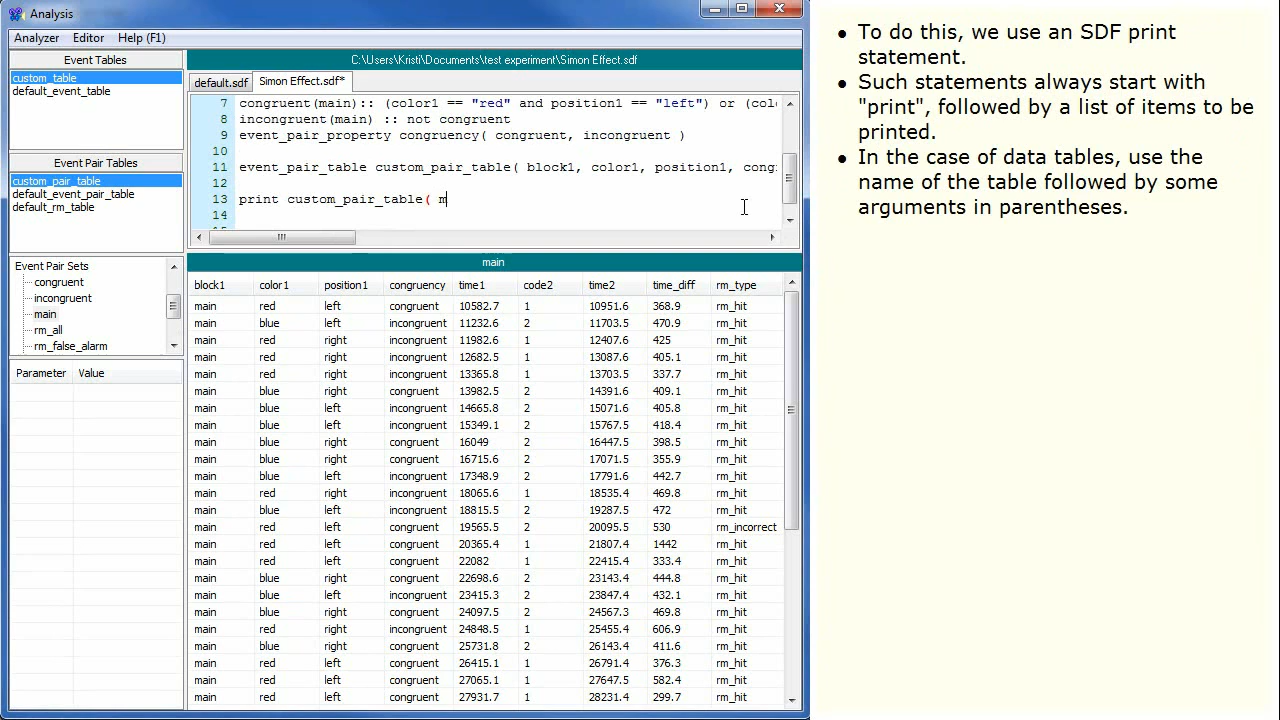 Analysis
Analyzer Editor Help (F1)
Event Tables
custom_table
default_event_table
Event Pair Tables
custom_pair_table
default_event_pair_table
default_rm_table
Event Pair Sets
congruent
incongruent
main
rm_all
rm_false_alarm
Parameter Value
C:\Users\Kristi\Documents\test experiment\Simon Effect.sdf
default.sdf Simon Effect.sdf*
7 congruent(main):: (color1 == "red" and position1 == "left") or (colo
8 incongruent(main) :: not congruent
9 event_pair_property congruency( congruent, incongruent )
10
11 event_pair_table custom_pair_table( block1, color1, position1, cong
12
13 print custom_pair_table( m
14
main
block1 color1 position1 congruency time1 code2 time2 time_diff rm_type
main red left congruent 10582.7 1 10951.6 368.9 rm_hit
main blue left incongruent 11232.6 2 11703.5 470.9 rm_hit
main red right incongruent 11982.6 1 12407.6 425 rm_hit
main red right incongruent 12682.5 1 13087.6 405.1 rm_hit
main red right incongruent 13365.8 1 13703.5 337.7 rm_hit
main blue right congruent 13982.5 2 14391.6 409.1 rm_hit
main blue left incongruent 14665.8 2 15071.6 405.8 rm_hit
main blue left incongruent 15349.1 2 15767.5 418.4 rm_hit
main blue right congruent 16049 2 16447.5 398.5 rm_hit
main blue right congruent 16715.6 2 17071.5 355.9 rm_hit
main blue left incongruent 17348.9 2 17791.6 442.7 rm_hit
main red right incongruent 18065.6 1 18535.4 469.8 rm_hit
main blue left incongruent 18815.5 2 19287.5 472 rm_hit
main red left congruent 19565.5 2 20095.5 530 rm_incorrect
main red left congruent 20365.4 1 21807.4 1442 rm_hit
main red left congruent 22082 1 22415.4 333.4 rm_hit
main blue right congruent 22698.6 2 23143.4 444.8 rm_hit
main blue left incongruent 23415.3 2 23847.4 432.1 rm_hit
main blue right congruent 24097.5 2 24567.3 469.8 rm_hit
main red right incongruent 24848.5 1 25455.4 606.9 rm_hit
main blue right congruent 25731.8 2 26143.4 411.6 rm_hit
main red left congruent 26415.1 1 26791.4 376.3 rm_hit
main red left congruent 27065.1 1 27647.5 582.4 rm_hit
main red left congruent 27931.7 1 28231.4 299.7 rm_hit
• To do this, we use an SDF print
statement.
• Such statements always start with
"print", followed by a list of items to be
printed.
• In the case of data tables, use the
name of the table followed by some
arguments in parentheses.